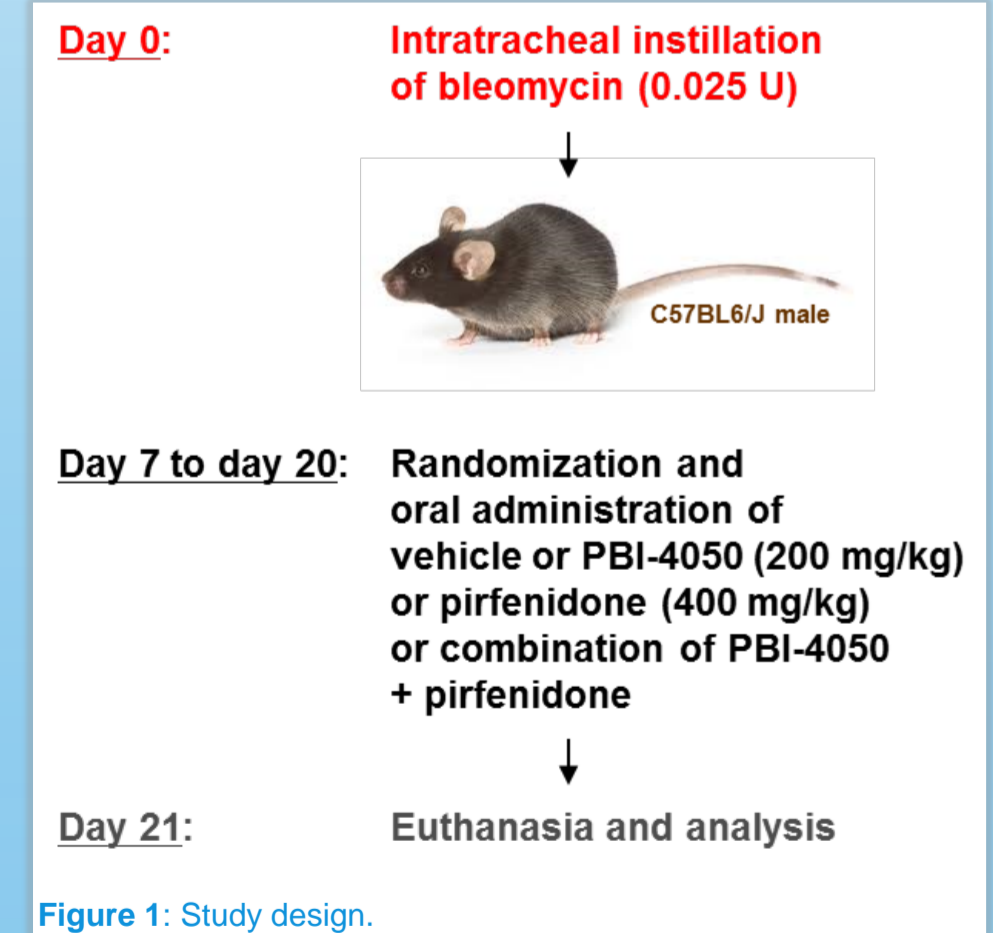 Day 0: Intratracheal instillation
of bleomycin (0.025 U)
C57BL6/J male
Day 7 to day 20: Randomization and
oral administration of
vehicle or PBI-4050 (200 mg/kg)
or pirfenidone (400 mg/kg)
or combination of PBI-4050
+ pirfenidone
Day 21: Euthanasia and analysis
Figure 1: Study design.